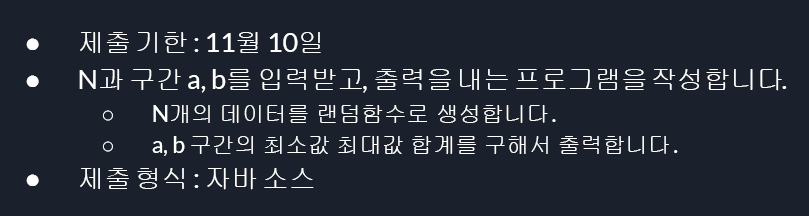 ● 제출 기한 : 11월 10일
● N과 구간 a, b를 입력받고, 출력을 내는 프로그램을 작성합니다.
○ N개의 데이터를 랜덤함수로 생성합니다.
○ a, b 구간의 최소값 최대값 합계를 구해서 출력합니다.
● 제출 형식 : 자바 소스